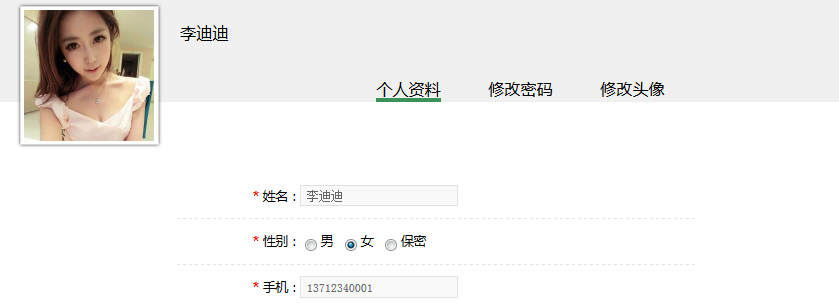 李迪迪
个人资料 修改密码 修改头像
* 姓名： 李迪迪
* 性别： 男 女 保密
* 手机： 13712340001